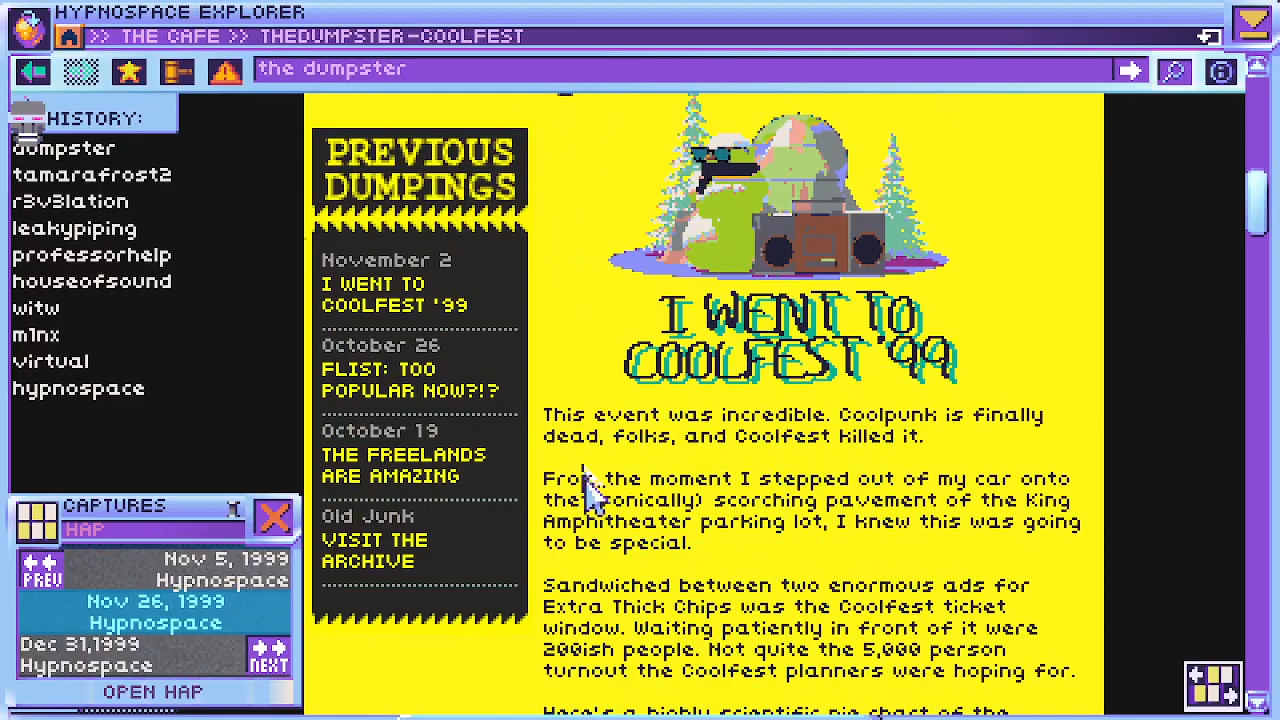 HYPNOSPACE EXPLORER
>> THE CAFE >> THEDUMPSTER-COOLFEST
the dumpster
HISTORY:
dumpster
tamarafrost2
r3v3lation
leakypiping
professorhelp
houseofsound
witw
m1nx
virtual
hypnospace
CAPTURES
HAP
PREV
Nov 5, 1999
Hypnospace
Nov 26, 1999
Hypnospace
Dec 31,1999
Hypnospace
NEXT
OPEN HAP
PREVIOUS
DUMPINGS
November 2
I WENT TO
COOLFEST '99
October 26
FLIST: TOO
POPULAR NOW?!?
October 19
THE FREELANDS
ARE AMAZING
Old Junk
VISIT THE
ARCHIVE
I WENT TO
COOLFEST '99
This event was incredible. Coolpunk is finally
dead, folks, and Coolfest killed it.
From the moment I stepped out of my car onto
the (ironically) scorching pavement of the King
Amphitheater parking lot, I knew this was going
to be special.
Sandwiched between two enormous ads for
Extra Thick Chips was the Coolfest ticket
window. Waiting patiently in front of it were
200ish people. Not quite the 5,000 person
turnout the Coolfest planners were hoping for.
Here's a highly scientific pie chart of the